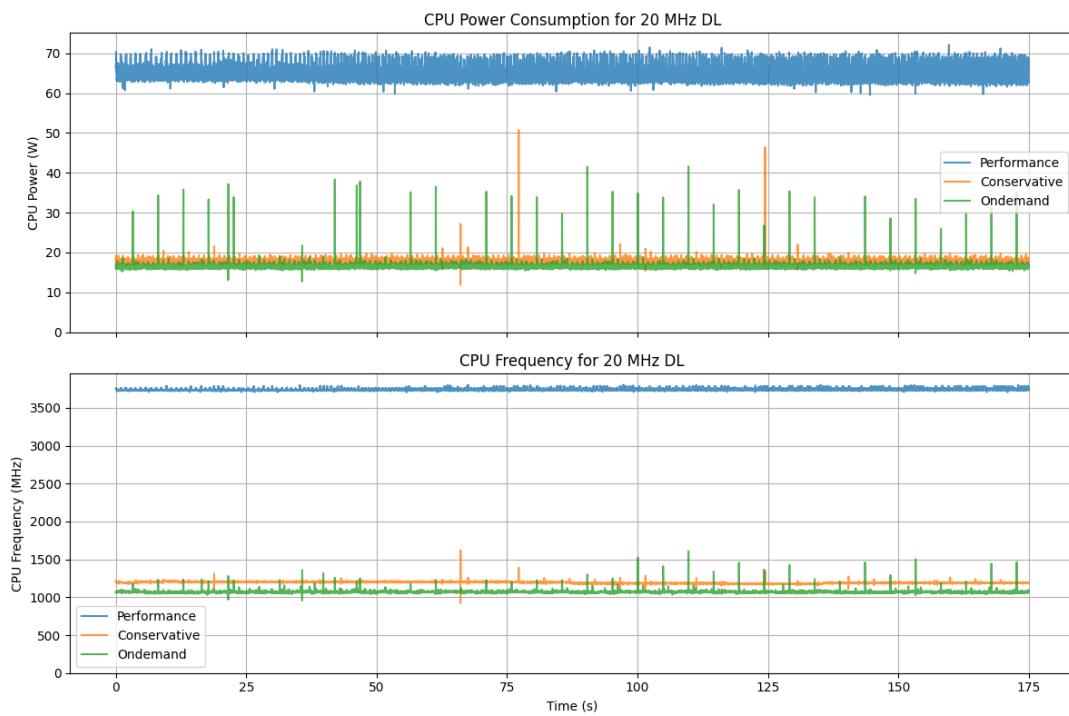 CPU Power Consumption for 20 MHz DL
70
60
50
40
30
20
10
0
CPU Power (W)
Performance
Conservative
Ondemand
CPU Frequency for 20 MHz DL
3500
3000
2500
2000
1500
1000
500
0
CPU Frequency (MHz)
Performance
Conservative
Ondemand
0 25 50 75 100 125 150 175
Time (s)